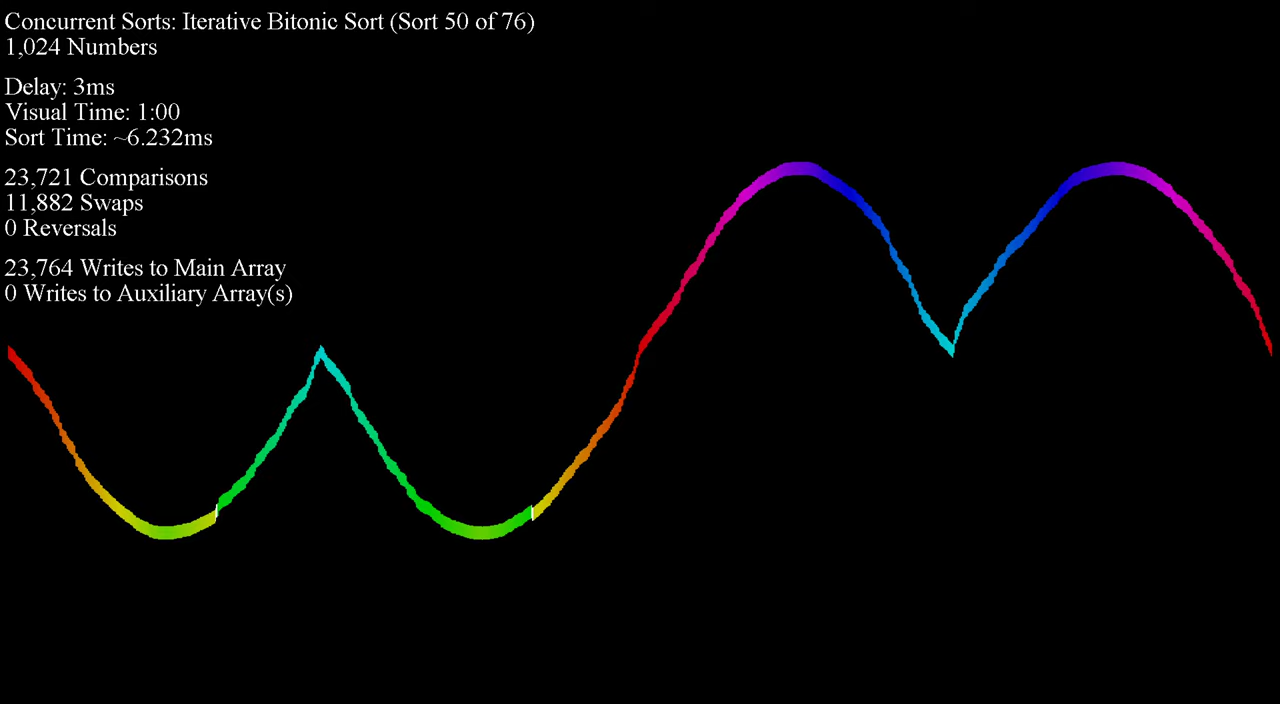 Concurrent Sorts: Iterative Bitonic Sort (Sort 50 of 76)
1,024 Numbers
Delay: 3ms
Visual Time: 1:00
Sort Time: ~6.232ms
23,721 Comparisons
11,882 Swaps
0 Reversals
23,764 Writes to Main Array
0 Writes to Auxiliary Array(s)